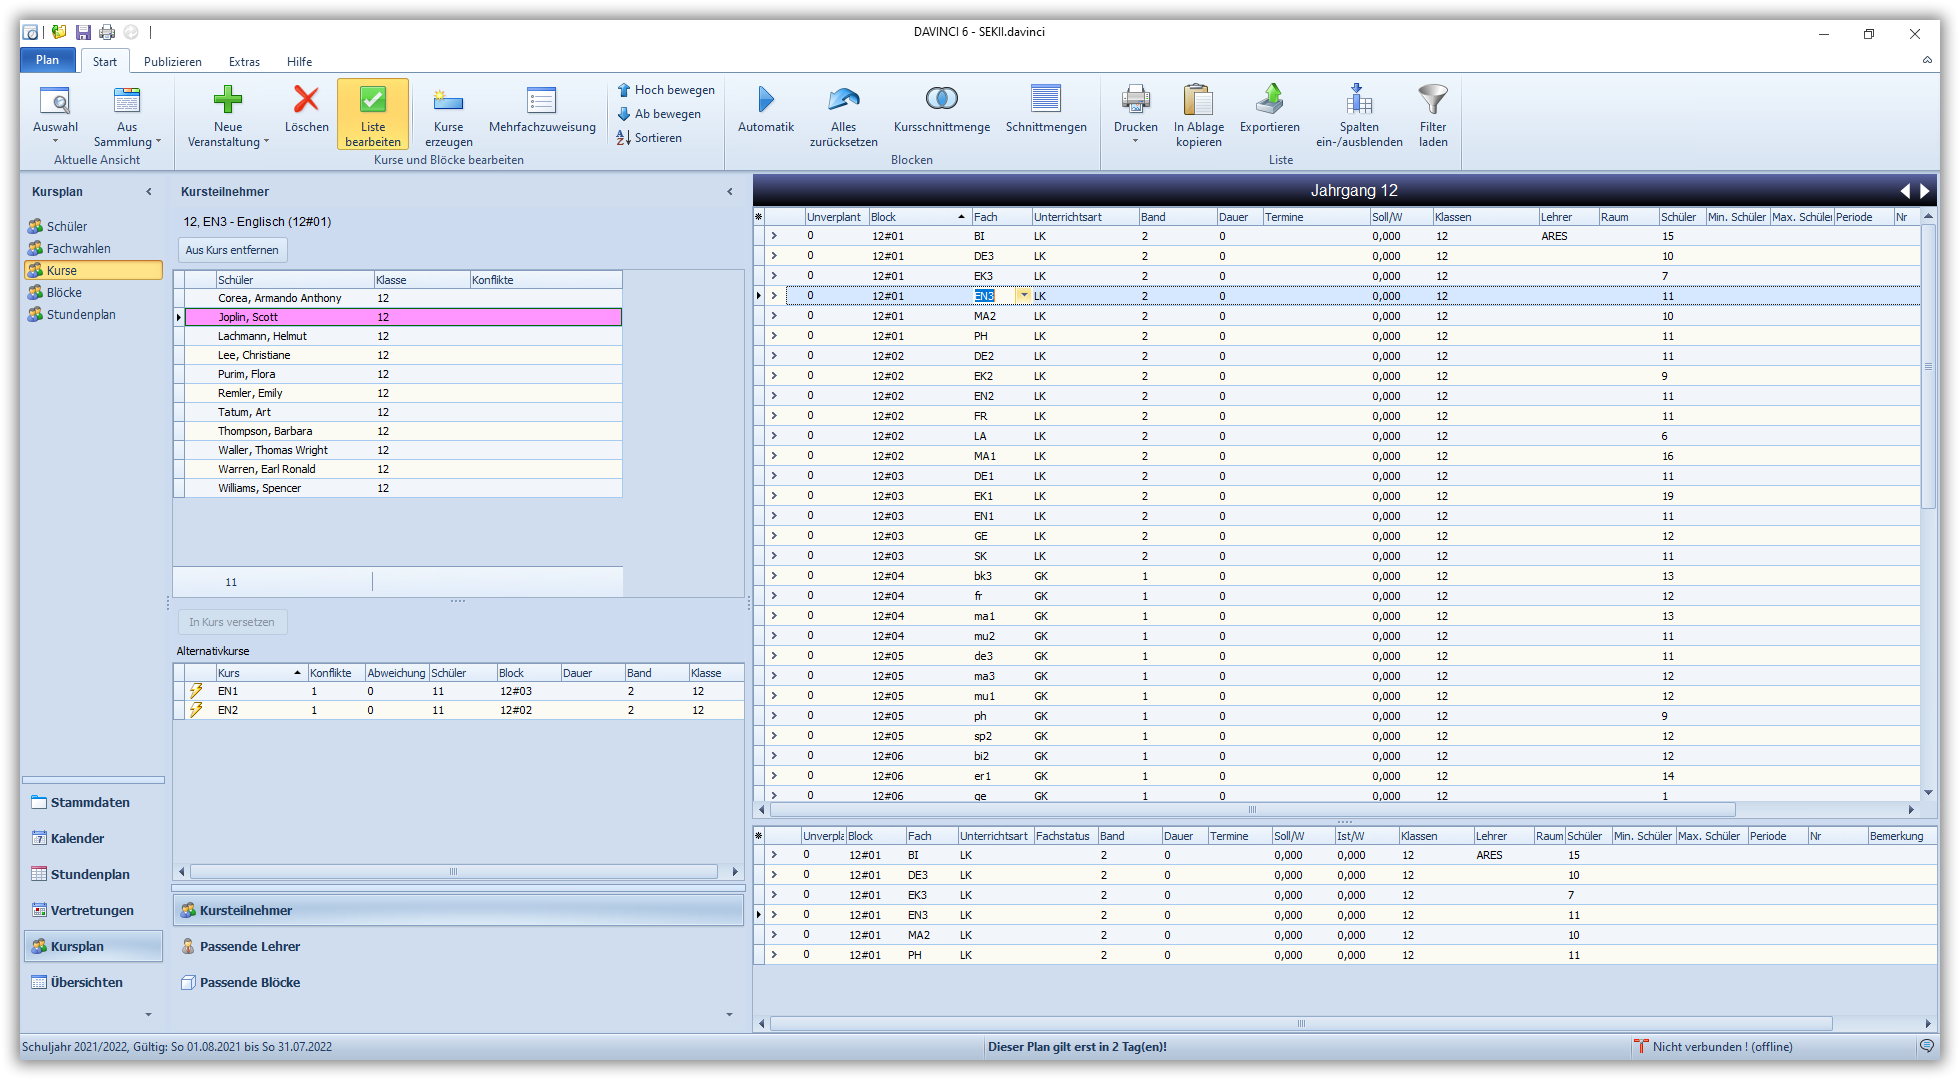 DAVINCI 6 - SEKII.davinci
Plan Start Publizieren Extras Hilfe
Auswahl
Aus Sammlung
Aktuelle Ansicht
Neue Veranstaltung
Löschen
Liste bearbeiten
Kurse erzeugen
Mehrfachzuweisung
Hoch bewegen
Ab bewegen
Sortieren
Kurse und Blöcke bearbeiten
Automatik
Alles zurücksetzen
Kursschnittmenge
Schnittmengen
Blocken
Drucken
In Ablage kopieren
Exportieren
Spalten ein-/ausblenden
Filter laden
Liste
Kursplan
Schüler
Fachwahlen
Kurse
Blöcke
Stundenplan
Stammdaten
Kalender
Stundenplan
Vertretungen
Kursplan
Übersichten
Kursteilnehmer
12, EN3 - Englisch (12#01)
Aus Kurs entfernen
Schüler Klasse Konflikte
Corea, Armando Anthony 12
Joplin, Scott 12
Lachmann, Helmut 12
Lee, Christiane 12
Purim, Flora 12
Remler, Emily 12
Tatum, Art 12
Thompson, Barbara 12
Waller, Thomas Wright 12
Warren, Earl Ronald 12
Williams, Spencer 12
11
In Kurs versetzen
Alternativkurse
Kurs Konflikte Abweichung Schüler Block Dauer Band Klasse
EN1 1 0 11 12#03 2 12
EN2 1 0 11 12#02 2 12
Kursteilnehmer
Passende Lehrer
Passende Blöcke
Jahrgang 12
Unverplant Block Fach Unterrichtsart Band Dauer Termine Soll/W Klassen Lehrer Raum Schüler Min. Schüler Max. Schüler Periode Nr
0 12#01 BI LK 2 0 0,000 12 ARES 15
0 12#01 DE3 LK 2 0 0,000 12 10
0 12#01 EK3 LK 2 0 0,000 12 7
0 12#01 EN3 LK 2 0 0,000 12 11
0 12#01 MA2 LK 2 0 0,000 12 10
0 12#01 PH LK 2 0 0,000 12 11
0 12#02 DE2 LK 2 0 0,000 12 11
0 12#02 EK2 LK 2 0 0,000 12 9
0 12#02 EN2 LK 2 0 0,000 12 11
0 12#02 FR LK 2 0 0,000 12 11
0 12#02 LA LK 2 0 0,000 12 6
0 12#02 MA1 LK 2 0 0,000 12 16
0 12#03 DE1 LK 2 0 0,000 12 11
0 12#03 EK1 LK 2 0 0,000 12 19
0 12#03 EN1 LK 2 0 0,000 12 11
0 12#03 GE LK 2 0 0,000 12 12
0 12#03 SK LK 2 0 0,000 12 11
0 12#04 bk3 GK 1 0 0,000 12 13
0 12#04 fr GK 1 0 0,000 12 12
0 12#04 ma1 GK 1 0 0,000 12 13
0 12#04 mu2 GK 1 0 0,000 12 11
0 12#05 de3 GK 1 0 0,000 12 11
0 12#05 ma3 GK 1 0 0,000 12 12
0 12#05 mu1 GK 1 0 0,000 12 12
0 12#05 ph GK 1 0 0,000 12 9
0 12#05 sp2 GK 1 0 0,000 12 12
0 12#06 bi2 GK 1 0 0,000 12 12
0 12#06 er1 GK 1 0 0,000 12 14
0 12#06 ge GK 1 0 0,000 12 1
Unverpla Block Fach Unterrichtsart Fachstatus Band Dauer Termine Soll/W Ist/W Klassen Lehrer Raum Schüler Min. Schüler Max. Schüler Periode Nr Bemerkung
0 12#01 BI LK 2 0 0,000 0,000 12 ARES 15
0 12#01 DE3 LK 2 0 0,000 0,000 12 10
0 12#01 EK3 LK 2 0 0,000 0,000 12 7
0 12#01 EN3 LK 2 0 0,000 0,000 12 11
0 12#01 MA2 LK 2 0 0,000 0,000 12 10
0 12#01 PH LK 2 0 0,000 0,000 12 11
Schuljahr 2021/2022, Gültig: So 01.08.2021 bis So 31.07.2022
Dieser Plan gilt erst in 2 Tag(en)!
Nicht verbunden ! (offline)